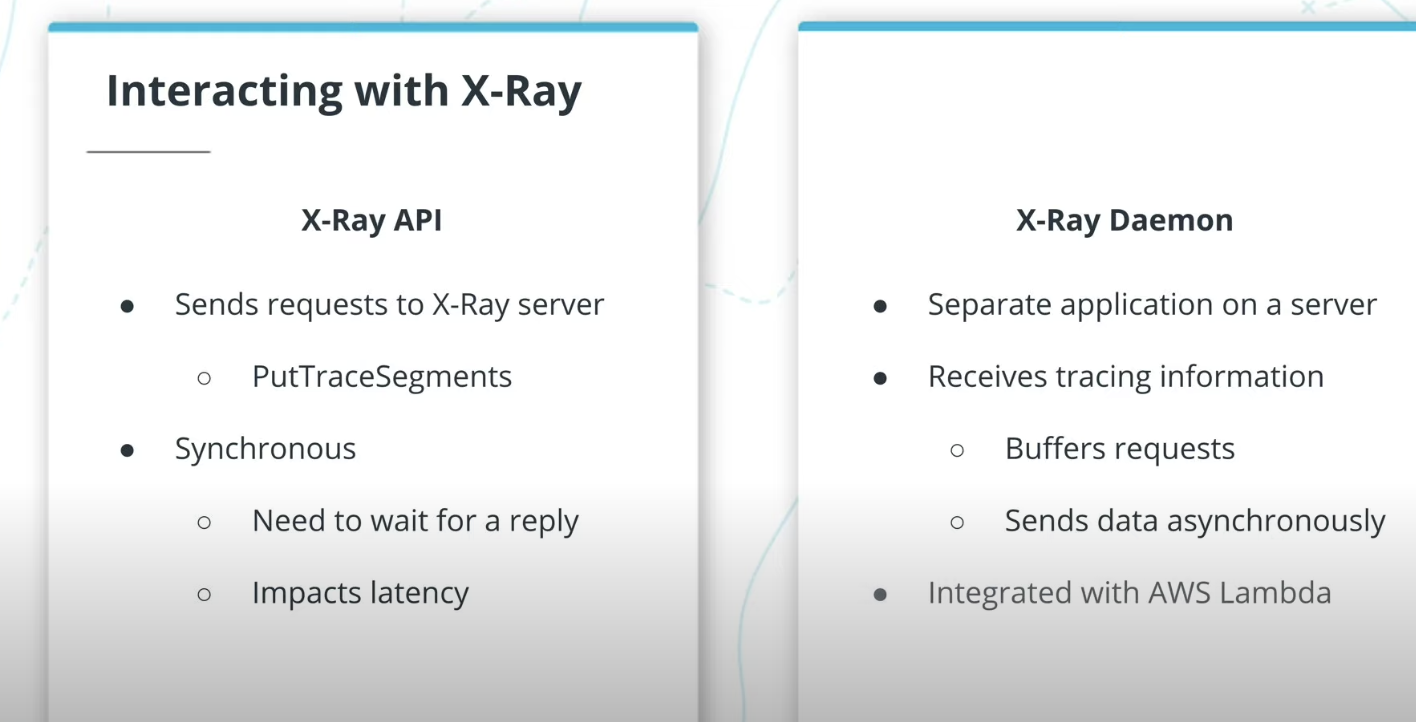 Interacting with X-Ray
X-Ray API
● Sends requests to X-Ray server
○ PutTraceSegments
● Synchronous
○ Need to wait for a reply
○ Impacts latency
X-Ray Daemon
● Separate application on a server
● Receives tracing information
○ Buffers requests
○ Sends data asynchronously
● Integrated with AWS Lambda